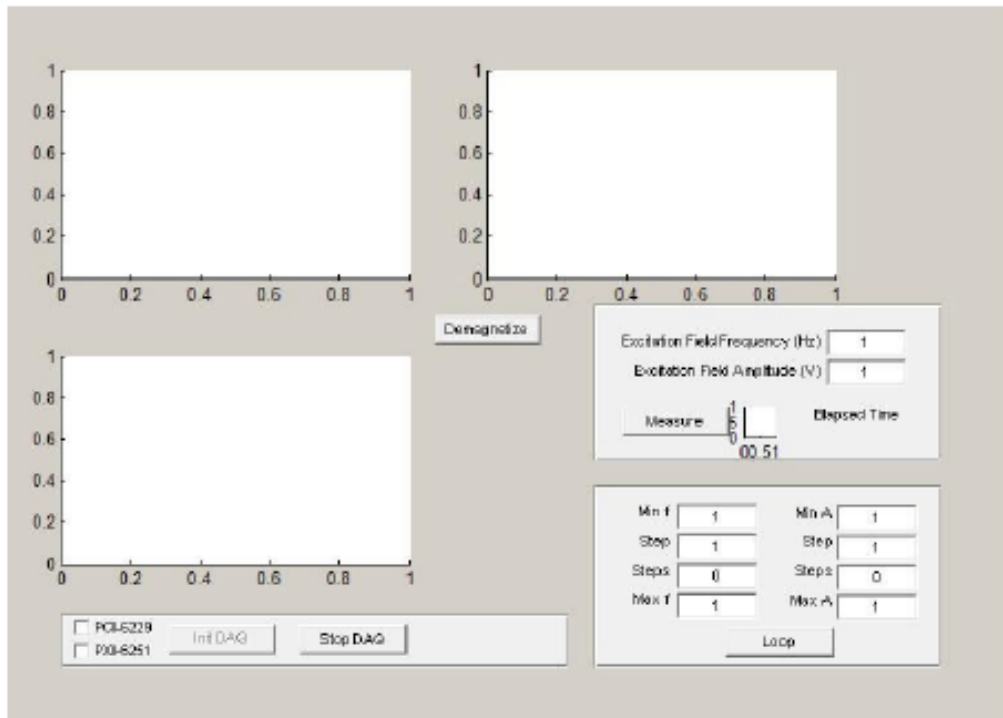 1
0.8
0.6
0.4
0.2
0
0 0.2 0.4 0.6 0.8 1
1
0.8
0.6
0.4
0.2
0
0 0.2 0.4 0.6 0.8 1
Demagnetize
Excitation Field Frequency (Hz) 1
Excitation Field Amplitude (V) 1
Measure
1
5
0
00.51
Elapsed Time
1
0.8
0.6
0.4
0.2
0
0 0.2 0.4 0.6 0.8 1
Min f 1 Min A 1
Step 1 Step 1
Steps 0 Steps 0
Max f 1 Max A 1
Loop
PCI-6229
PXI-6251
Init DAQ
Stop DAQ